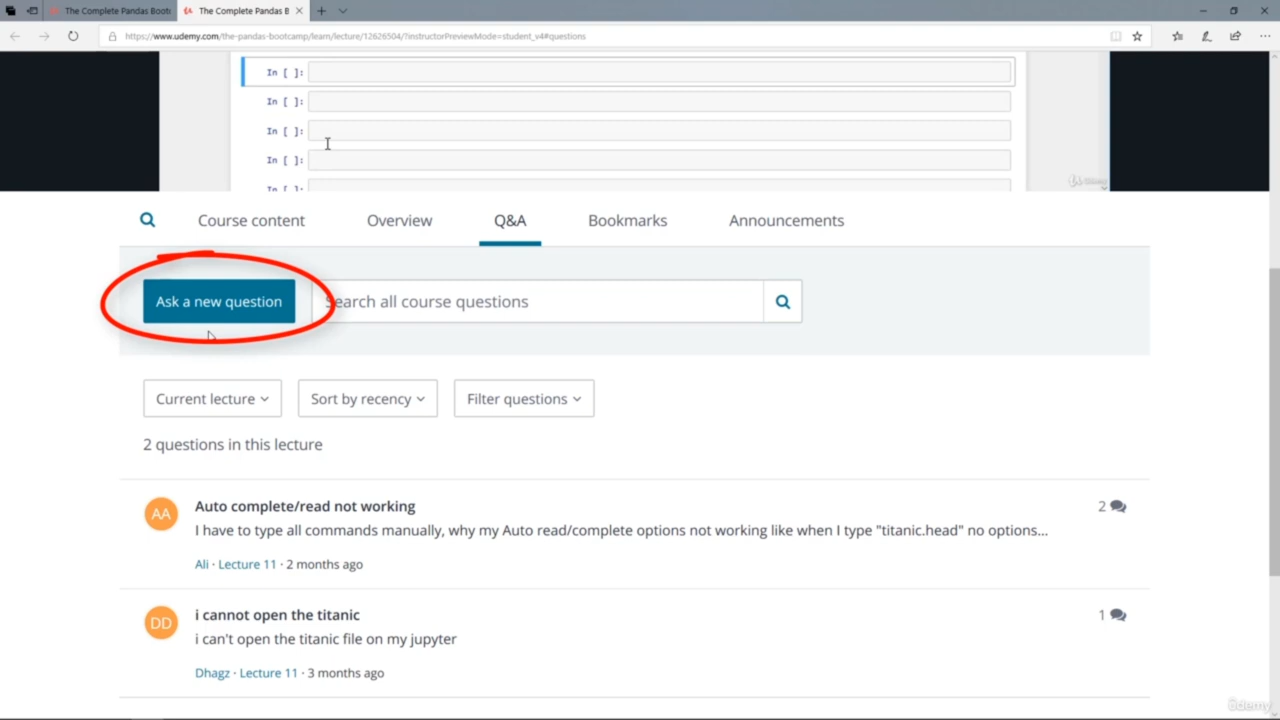 The Complete Pandas Boot
The Complete Pandas B
https://www.udemy.com/the-pandas-bootcamp/learn/lecture/12626504/?instructorPreviewMode=student_v4#questions
In [ ]:
In [ ]:
In [ ]:
In [ ]:
In [ ]:
Udemy
Course content Overview Q&A Bookmarks Announcements
Ask a new question Search all course questions
Current lecture Sort by recency Filter questions
2 questions in this lecture
AA Auto complete/read not working 2
I have to type all commands manually, why my Auto read/complete options not working like when I type "titanic.head" no options...
Ali · Lecture 11 · 2 months ago
DD i cannot open the titanic 1
i can't open the titanic file on my jupyter
Dhagz · Lecture 11 · 3 months ago
Udemy